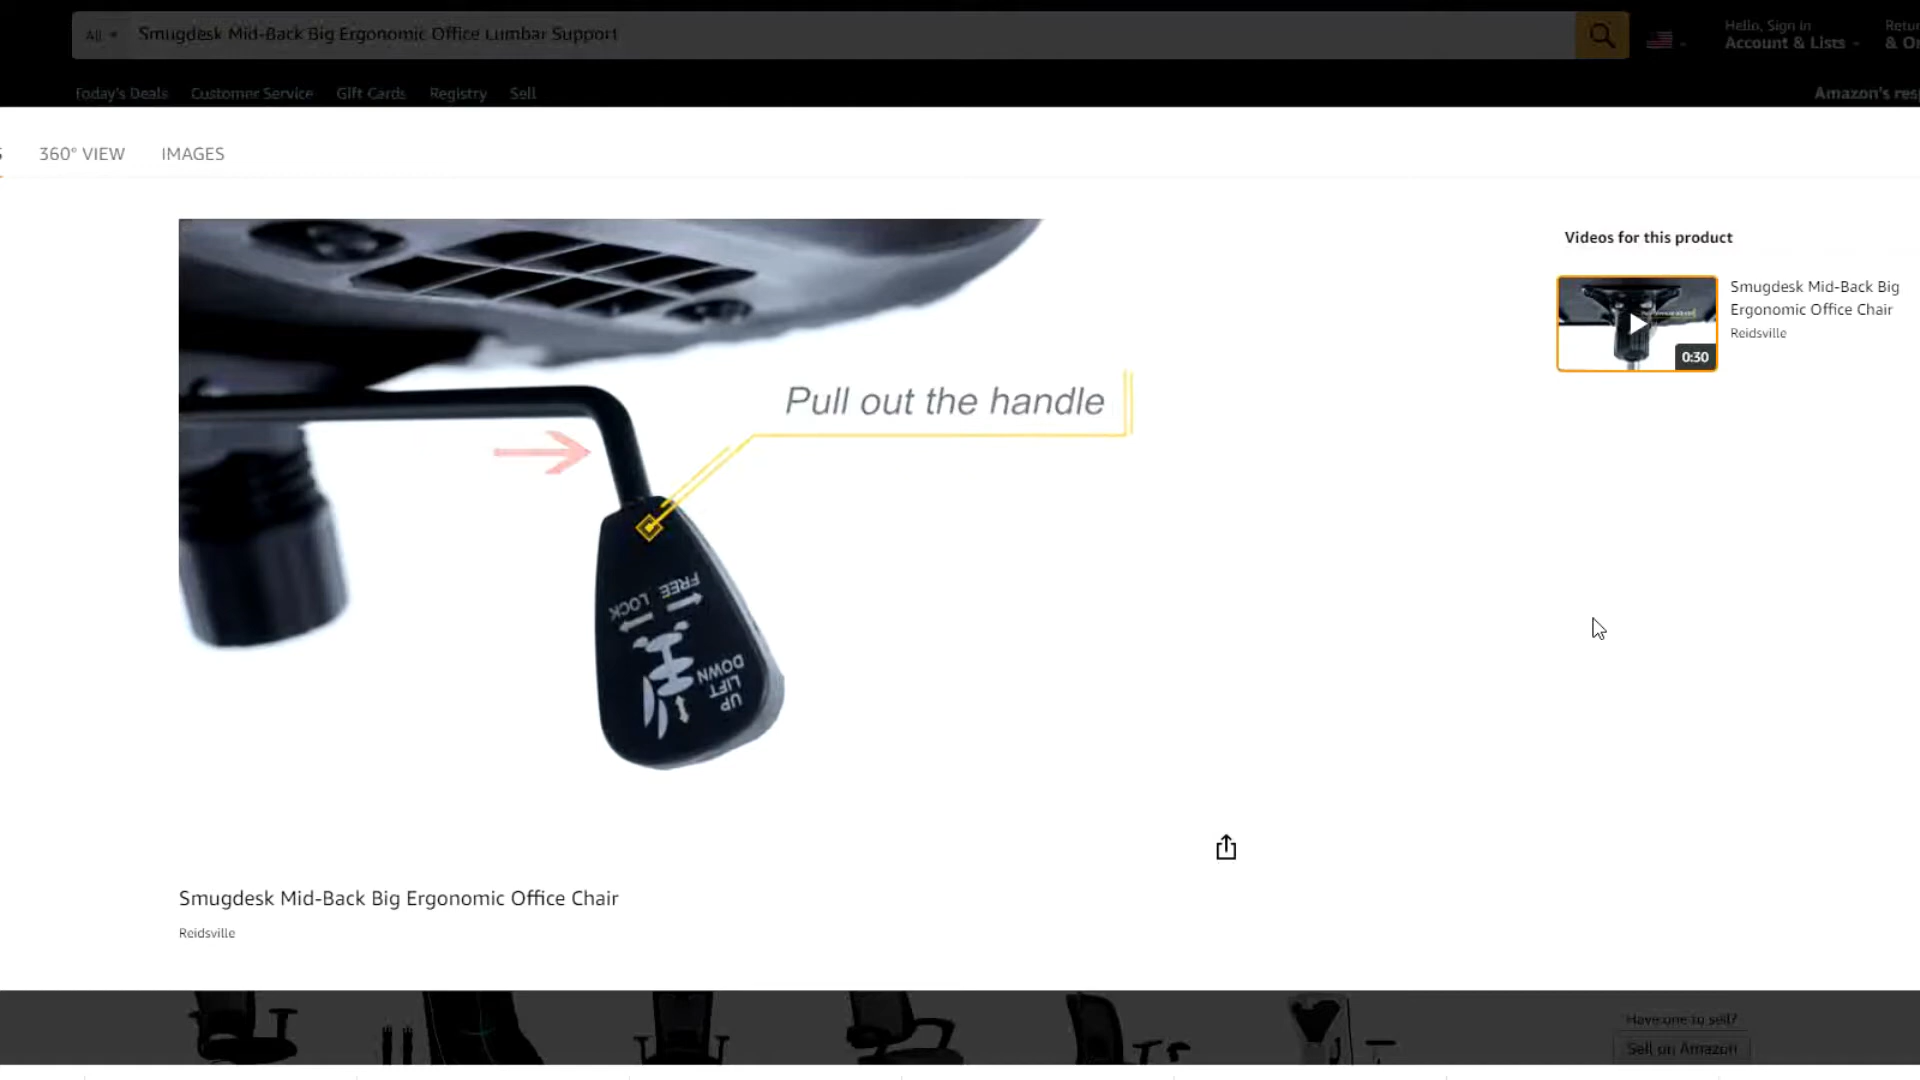 All Smugdesk Mid-Back Big Ergonomic Office Lumbar Support
Hello, Sign in
Account & Lists
& O
Today's Deals Customer Service Gift Cards Registry Sell
Amazon's res
360° VIEW IMAGES
Videos for this product
Smugdesk Mid-Back Big
Ergonomic Office Chair
Reidsville
0:30
Pull out the handle
FREE
LOCK
UP
LIFT
DOWN
Smugdesk Mid-Back Big Ergonomic Office Chair
Reidsville
Have one to sell?
Sell on Amazon